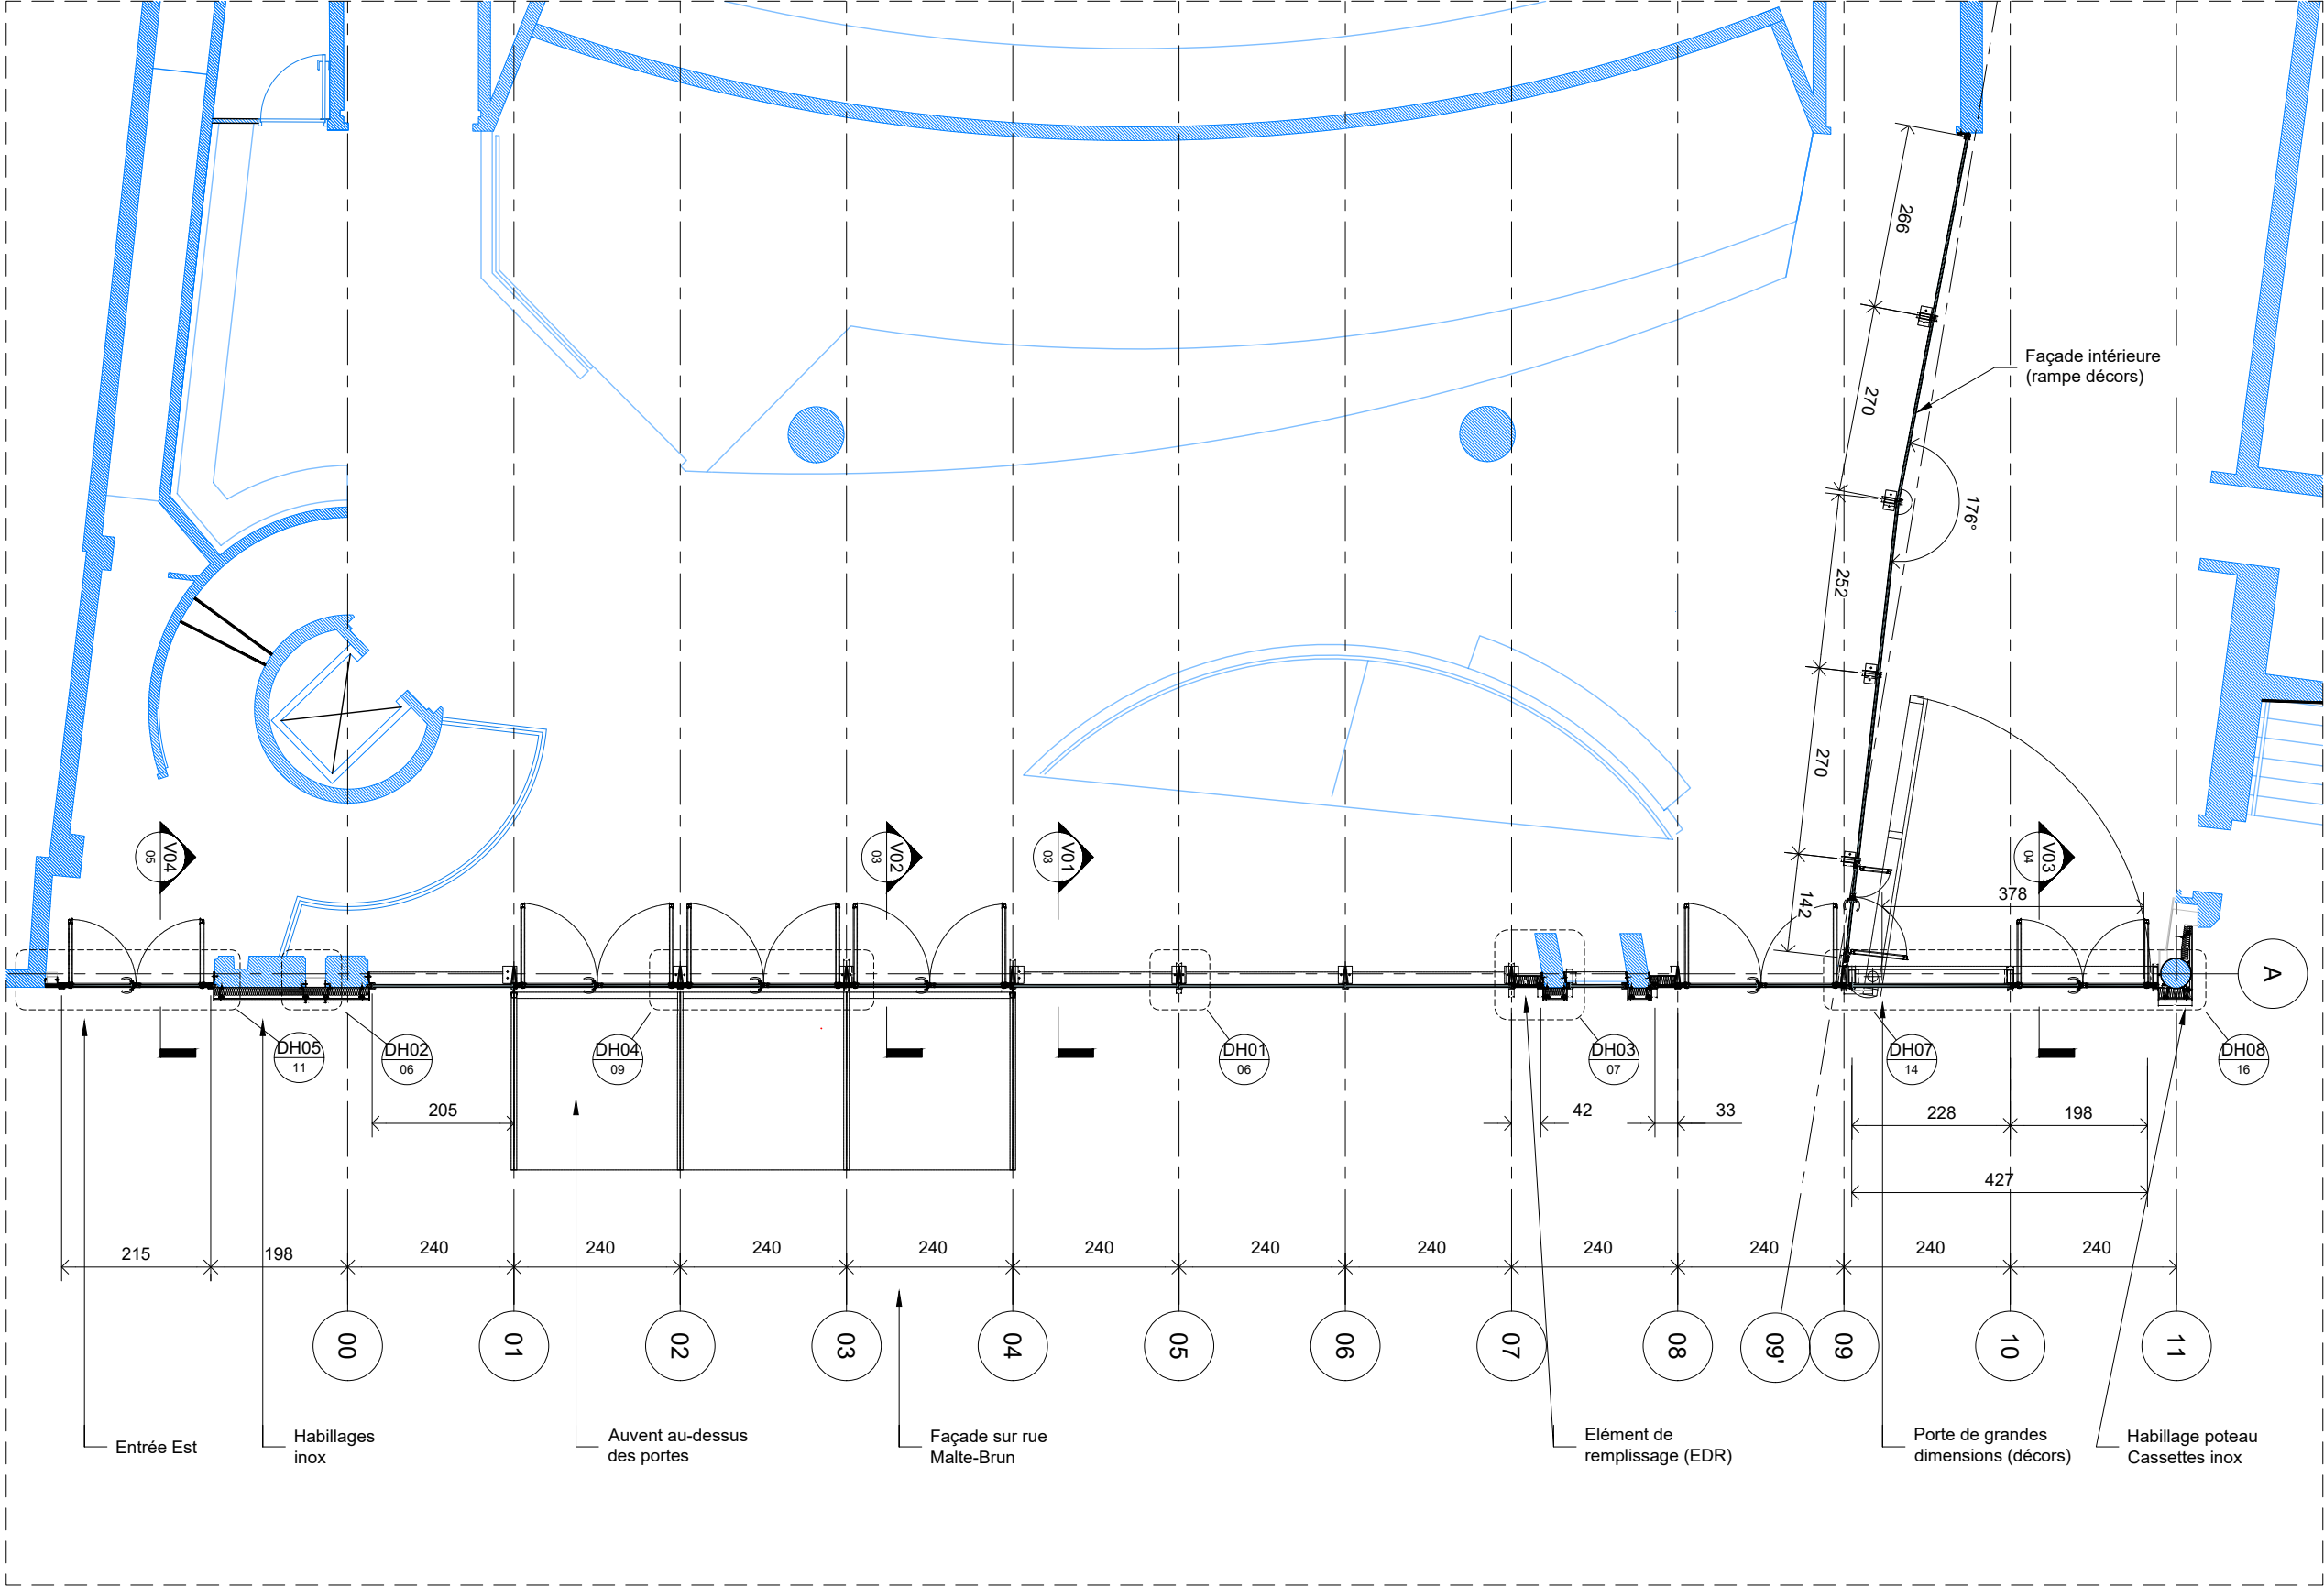 266
Façade intérieure
(rampe décors)
270
176°
252
270
V04
05
V02
03
V01
03
V03
04
378
142
A
DH05
11
DH02
06
DH04
09
DH01
06
DH03
07
DH07
14
DH08
16
205
42
33
228
198
427
215
198
240
240
240
240
240
240
240
240
240
240
240
00
01
02
03
04
05
06
07
08
09'
09
10
11
Entrée Est
Habillages
inox
Auvent au-dessus
des portes
Façade sur rue
Malte-Brun
Elément de
remplissage (EDR)
Porte de grandes
dimensions (décors)
Habillage poteau
Cassettes inox